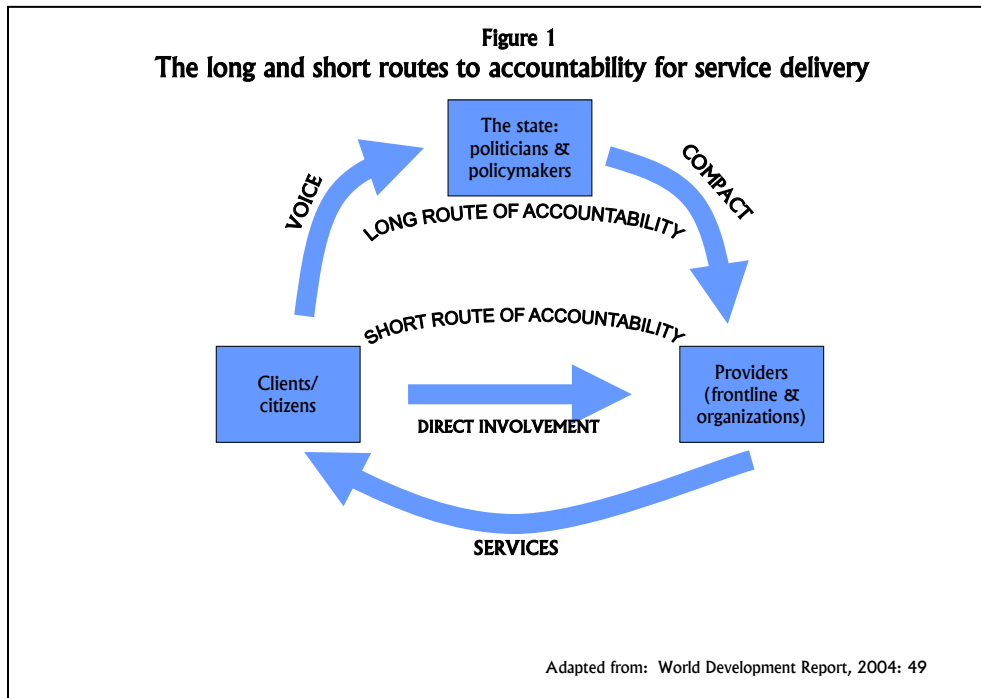 Figure 1
The long and short routes to accountability for service delivery
The state:
politicians &
policymakers
VOICE
COMPACT
LONG ROUTE OF ACCOUNTABILITY
SHORT ROUTE OF ACCOUNTABILITY
Clients/
citizens
Providers
(frontline &
organizations)
DIRECT INVOLVEMENT
SERVICES
Adapted from: World Development Report, 2004: 49